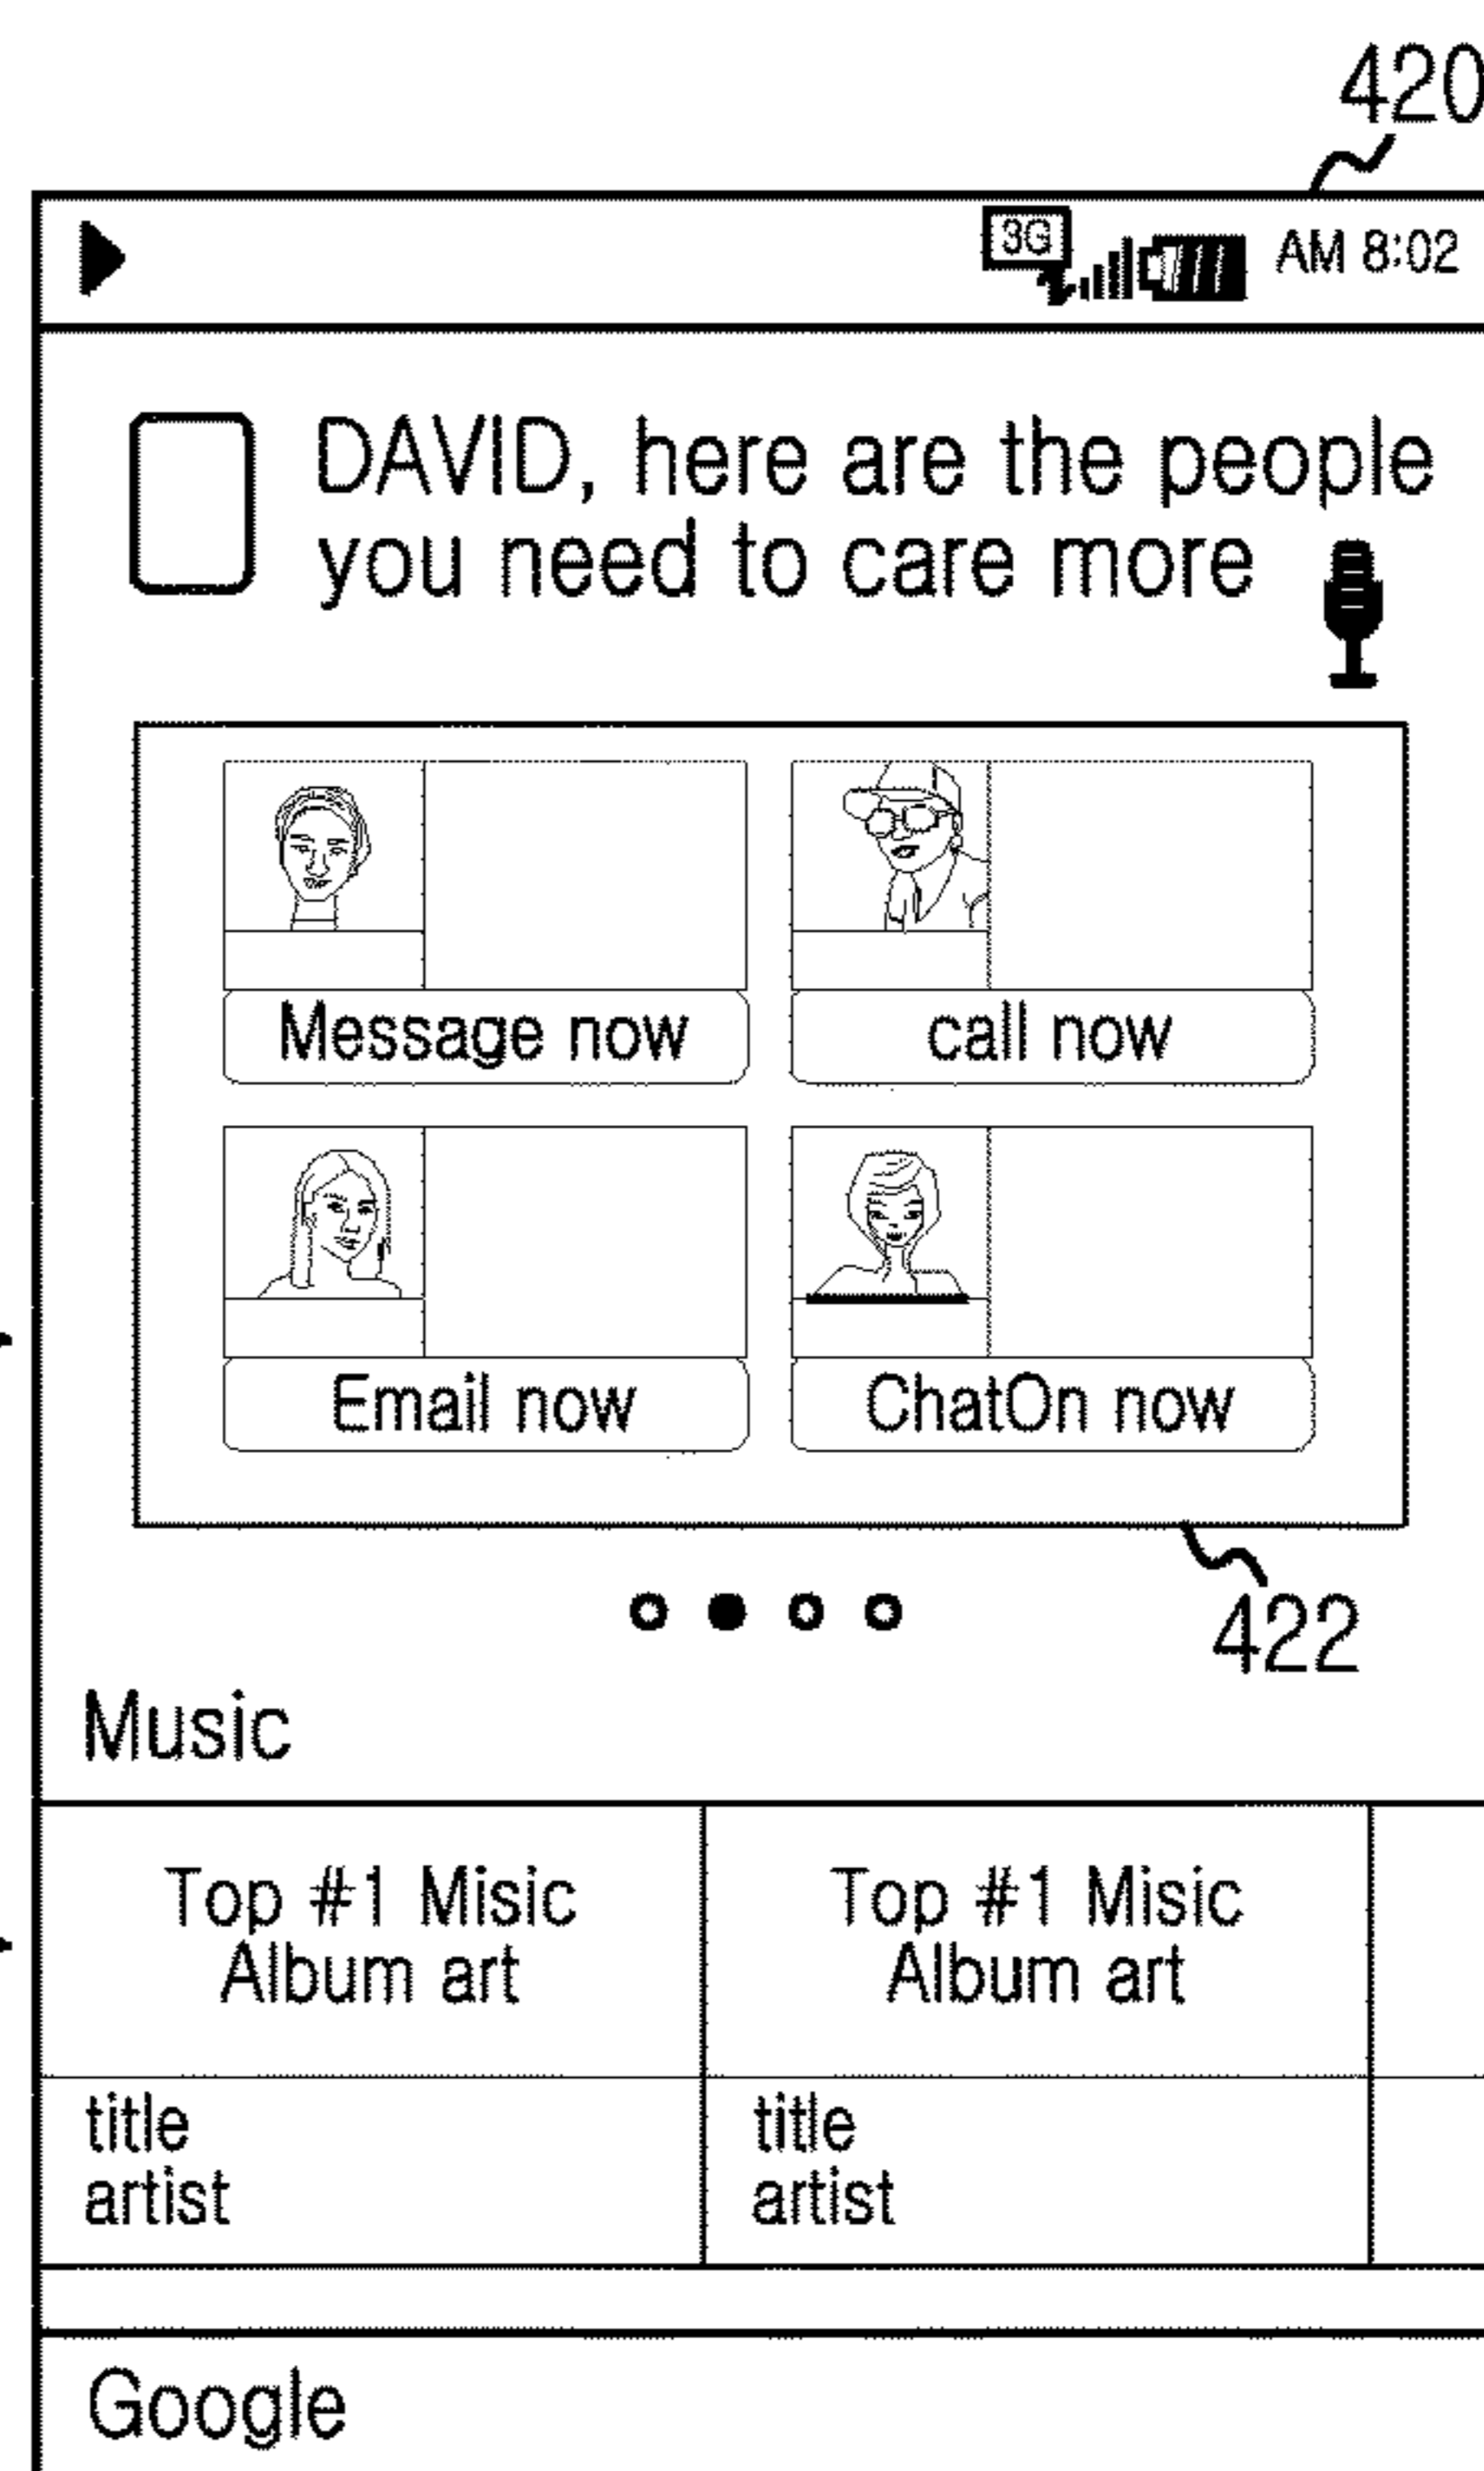 420
3G AM 8:02
DAVID, here are the people
you need to care more
Message now call now
Email now ChatOn now
422
Music
Top #1 Misic Top #1 Misic
Album art Album art
title title
artist artist
Google